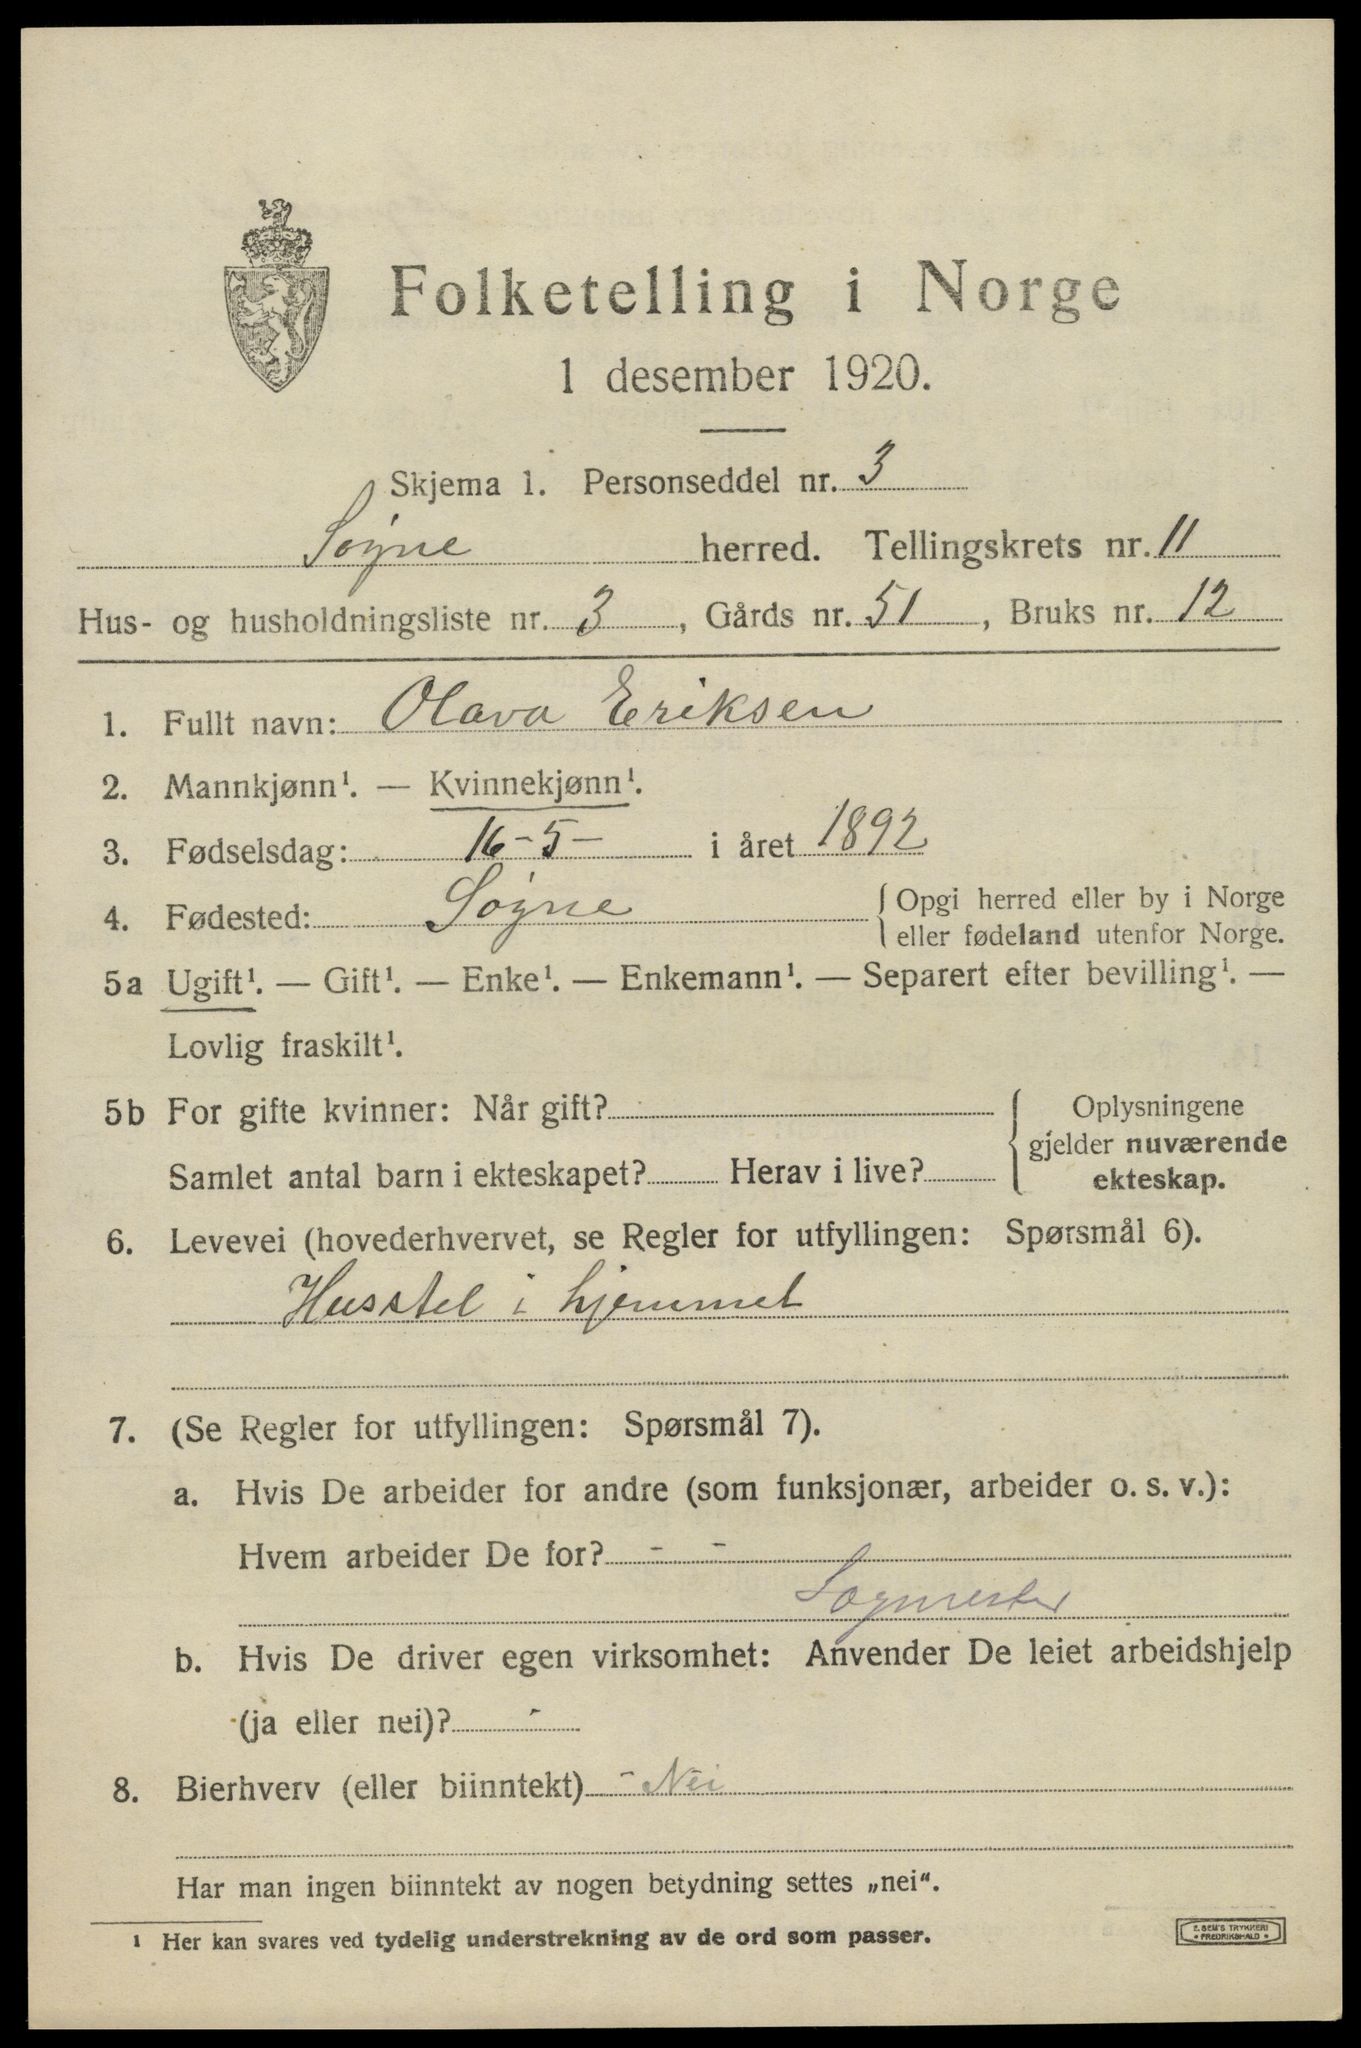 Folketelling i Norge
1 desember 1920.
Skjema 1. Personseddel nr. 3
Søgne herred. Tellingskrets nr. 11
Hus- og husholdningsliste nr. 3, Gårds nr. 51, Bruks nr. 12
1. Fullt navn: Olava Eriksen
2. Mannkjønn¹. — Kvinnekjønn¹.
3. Fødselsdag: 16-5- i året 1892
4. Fødested: Søgne { Opgi herred eller by i Norge
eller fødeland utenfor Norge.
5a Ugift¹. — Gift¹. — Enke¹. — Enkemann¹. — Separert efter bevilling¹. —
Lovlig fraskilt¹.
5b For gifte kvinner: Når gift? { Oplysningene
gjelder nuværende
Samlet antal barn i ekteskapet? Herav i live? ekteskap.
6. Levevei (hovederhvervet, se Regler for utfyllingen: Spørsmål 6).
Husstel i hjemmet
7. (Se Regler for utfyllingen: Spørsmål 7).
a. Hvis De arbeider for andre (som funksjonær, arbeider o. s. v.):
Hvem arbeider De for? - -
b. Hvis De driver egen virksomhet: Anvender De leiet arbeidshjelp
(ja eller nei)? -
8. Bierhverv (eller biinntekt) - Nei
Har man ingen biinntekt av nogen betydning settes „nei“.
¹ Her kan svares ved tydelig understrekning av de ord som passer.
E. SEM'S TRYKKERI
• FREDRIKSHALD •